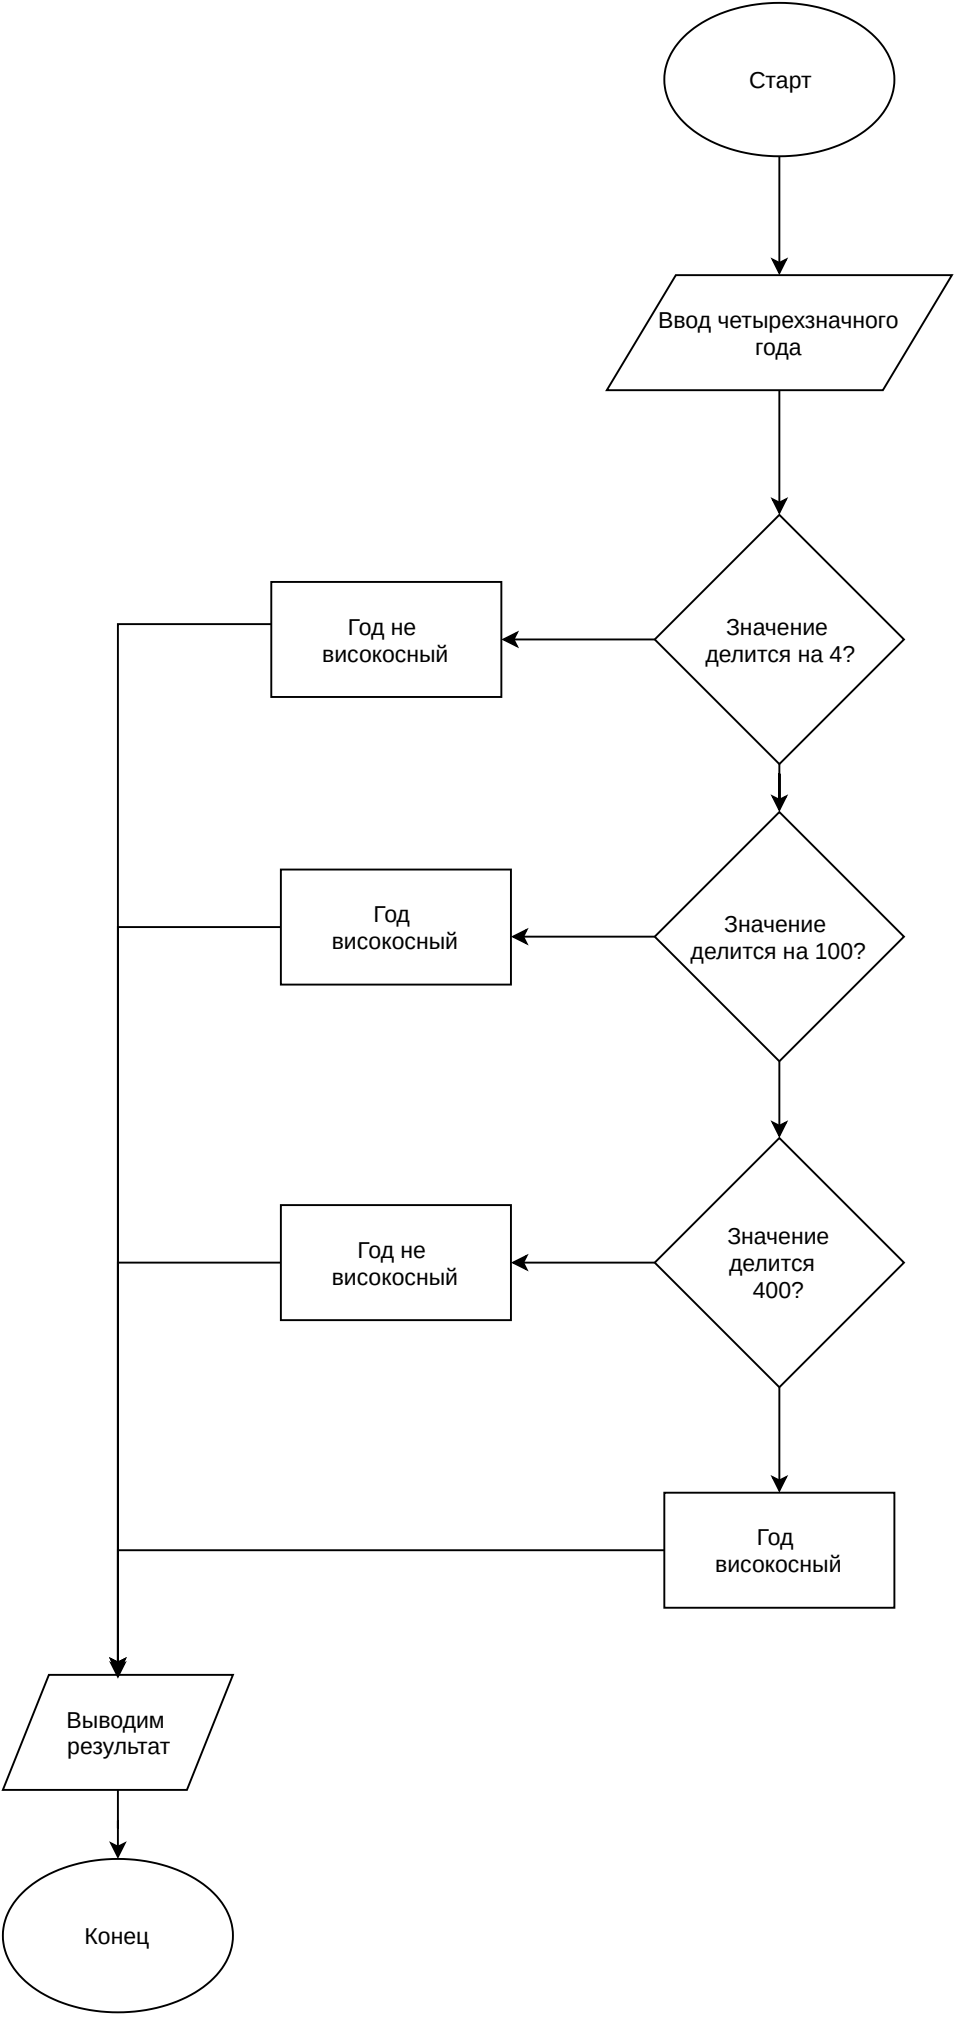 Старт
Ввод четырехзначного
года
Значение
делится на 4?
Год не
високосный
Значение
делится на 100?
Год
високосный
Значение
делится
400?
Год не
високосный
Год
високосный
Выводим
результат
Конец